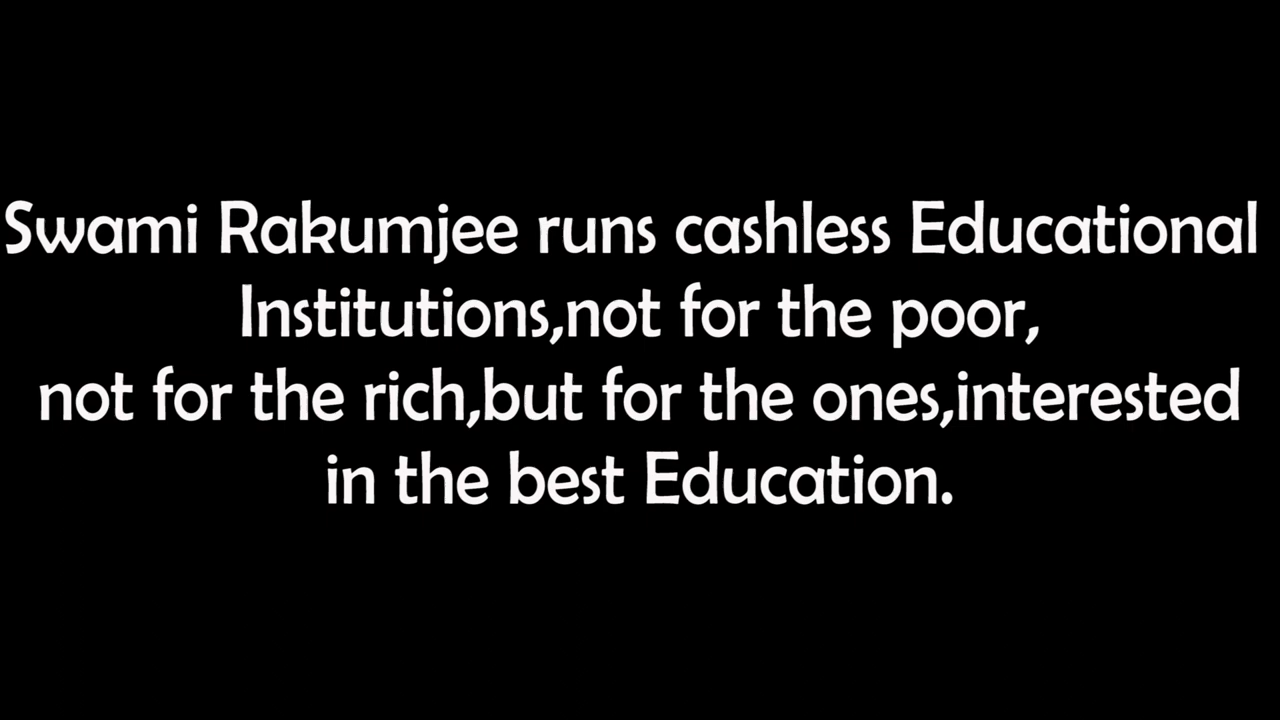 Swami Rakumjee runs cashless Educational
Institutions,not for the poor,
not for the rich,but for the ones,interested
in the best Education.